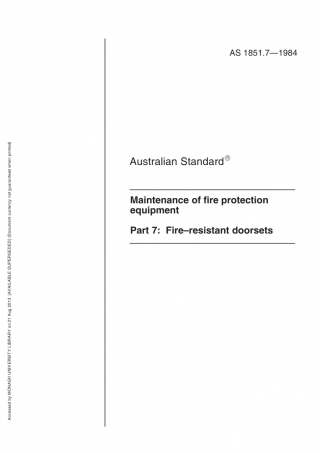 AS 1851.7—1984
Australian Standard®
Maintenance of fire protection
equipment
Part 7: Fire–resistant doorsets
Accessed by MONASH UNIVERSITY LIBRARY on 21 Aug 2013 [AVAILABLE SUPERSEDED] (Document currency not guaranteed when printed)